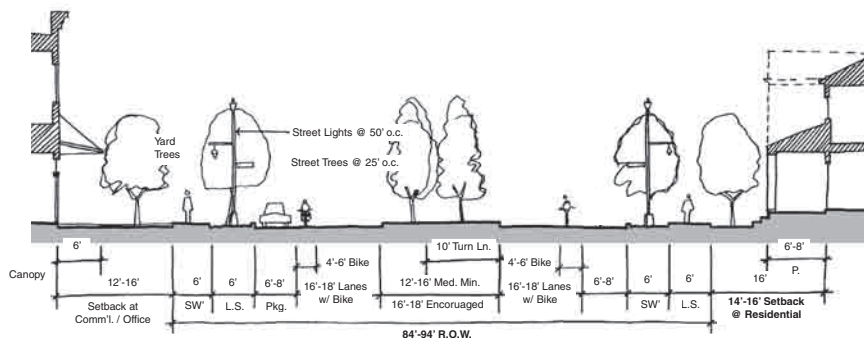 Street Lights @ 50' o.c.
Yard
Trees
Street Trees @ 25' o.c.
6'
10' Turn Ln.
6'-8'
Canopy
4'-6' Bike
4'-6' Bike
P.
12'-16'
6'
6'
6'-8'
16'-18' Lanes
w/ Bike
12'-16' Med. Min.
16'-18' Lanes
w/ Bike
6'-8'
6'
6'
16'
Setback at
Comm'l. / Office
SW'
L.S.
Pkg.
16'-18' Encoruaged
SW'
L.S.
14'-16' Setback
@ Residential
84'-94' R.O.W.